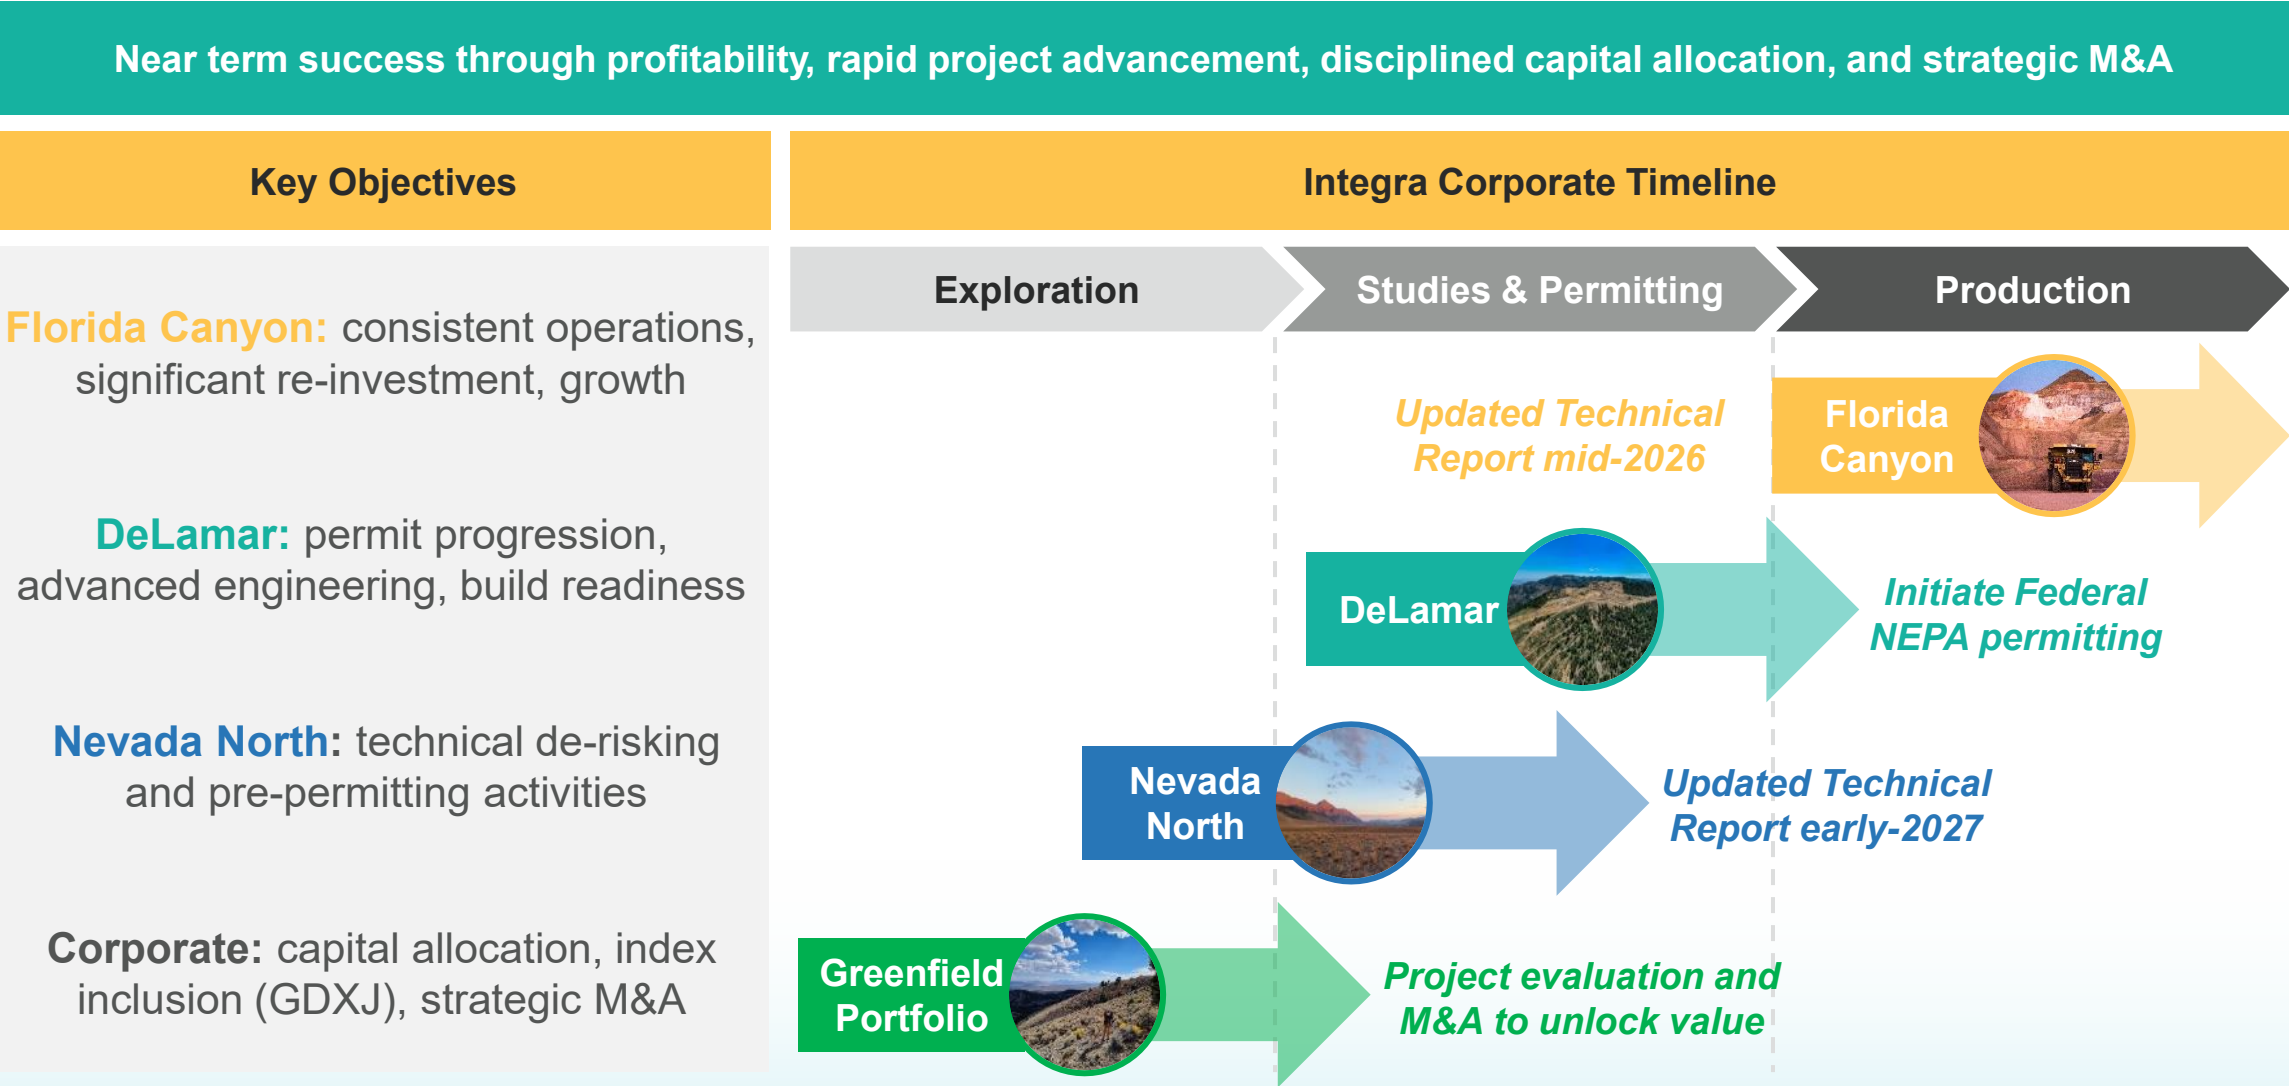 Near term success through profitability, rapid project advancement, disciplined capital allocation, and strategic M&A
Key Objectives
Florida Canyon: consistent operations,
significant re-investment, growth
DeLamar: permit progression,
advanced engineering, build readiness
Nevada North: technical de-risking
and pre-permitting activities
Corporate: capital allocation, index
inclusion (GDXJ), strategic M&A
Integra Corporate Timeline
Exploration
Studies & Permitting
Production
Updated Technical
Report mid-2026
Florida
Canyon
DeLamar
Initiate Federal
NEPA permitting
Nevada
North
Updated Technical
Report early-2027
Greenfield
Portfolio
Project evaluation and
M&A to unlock value